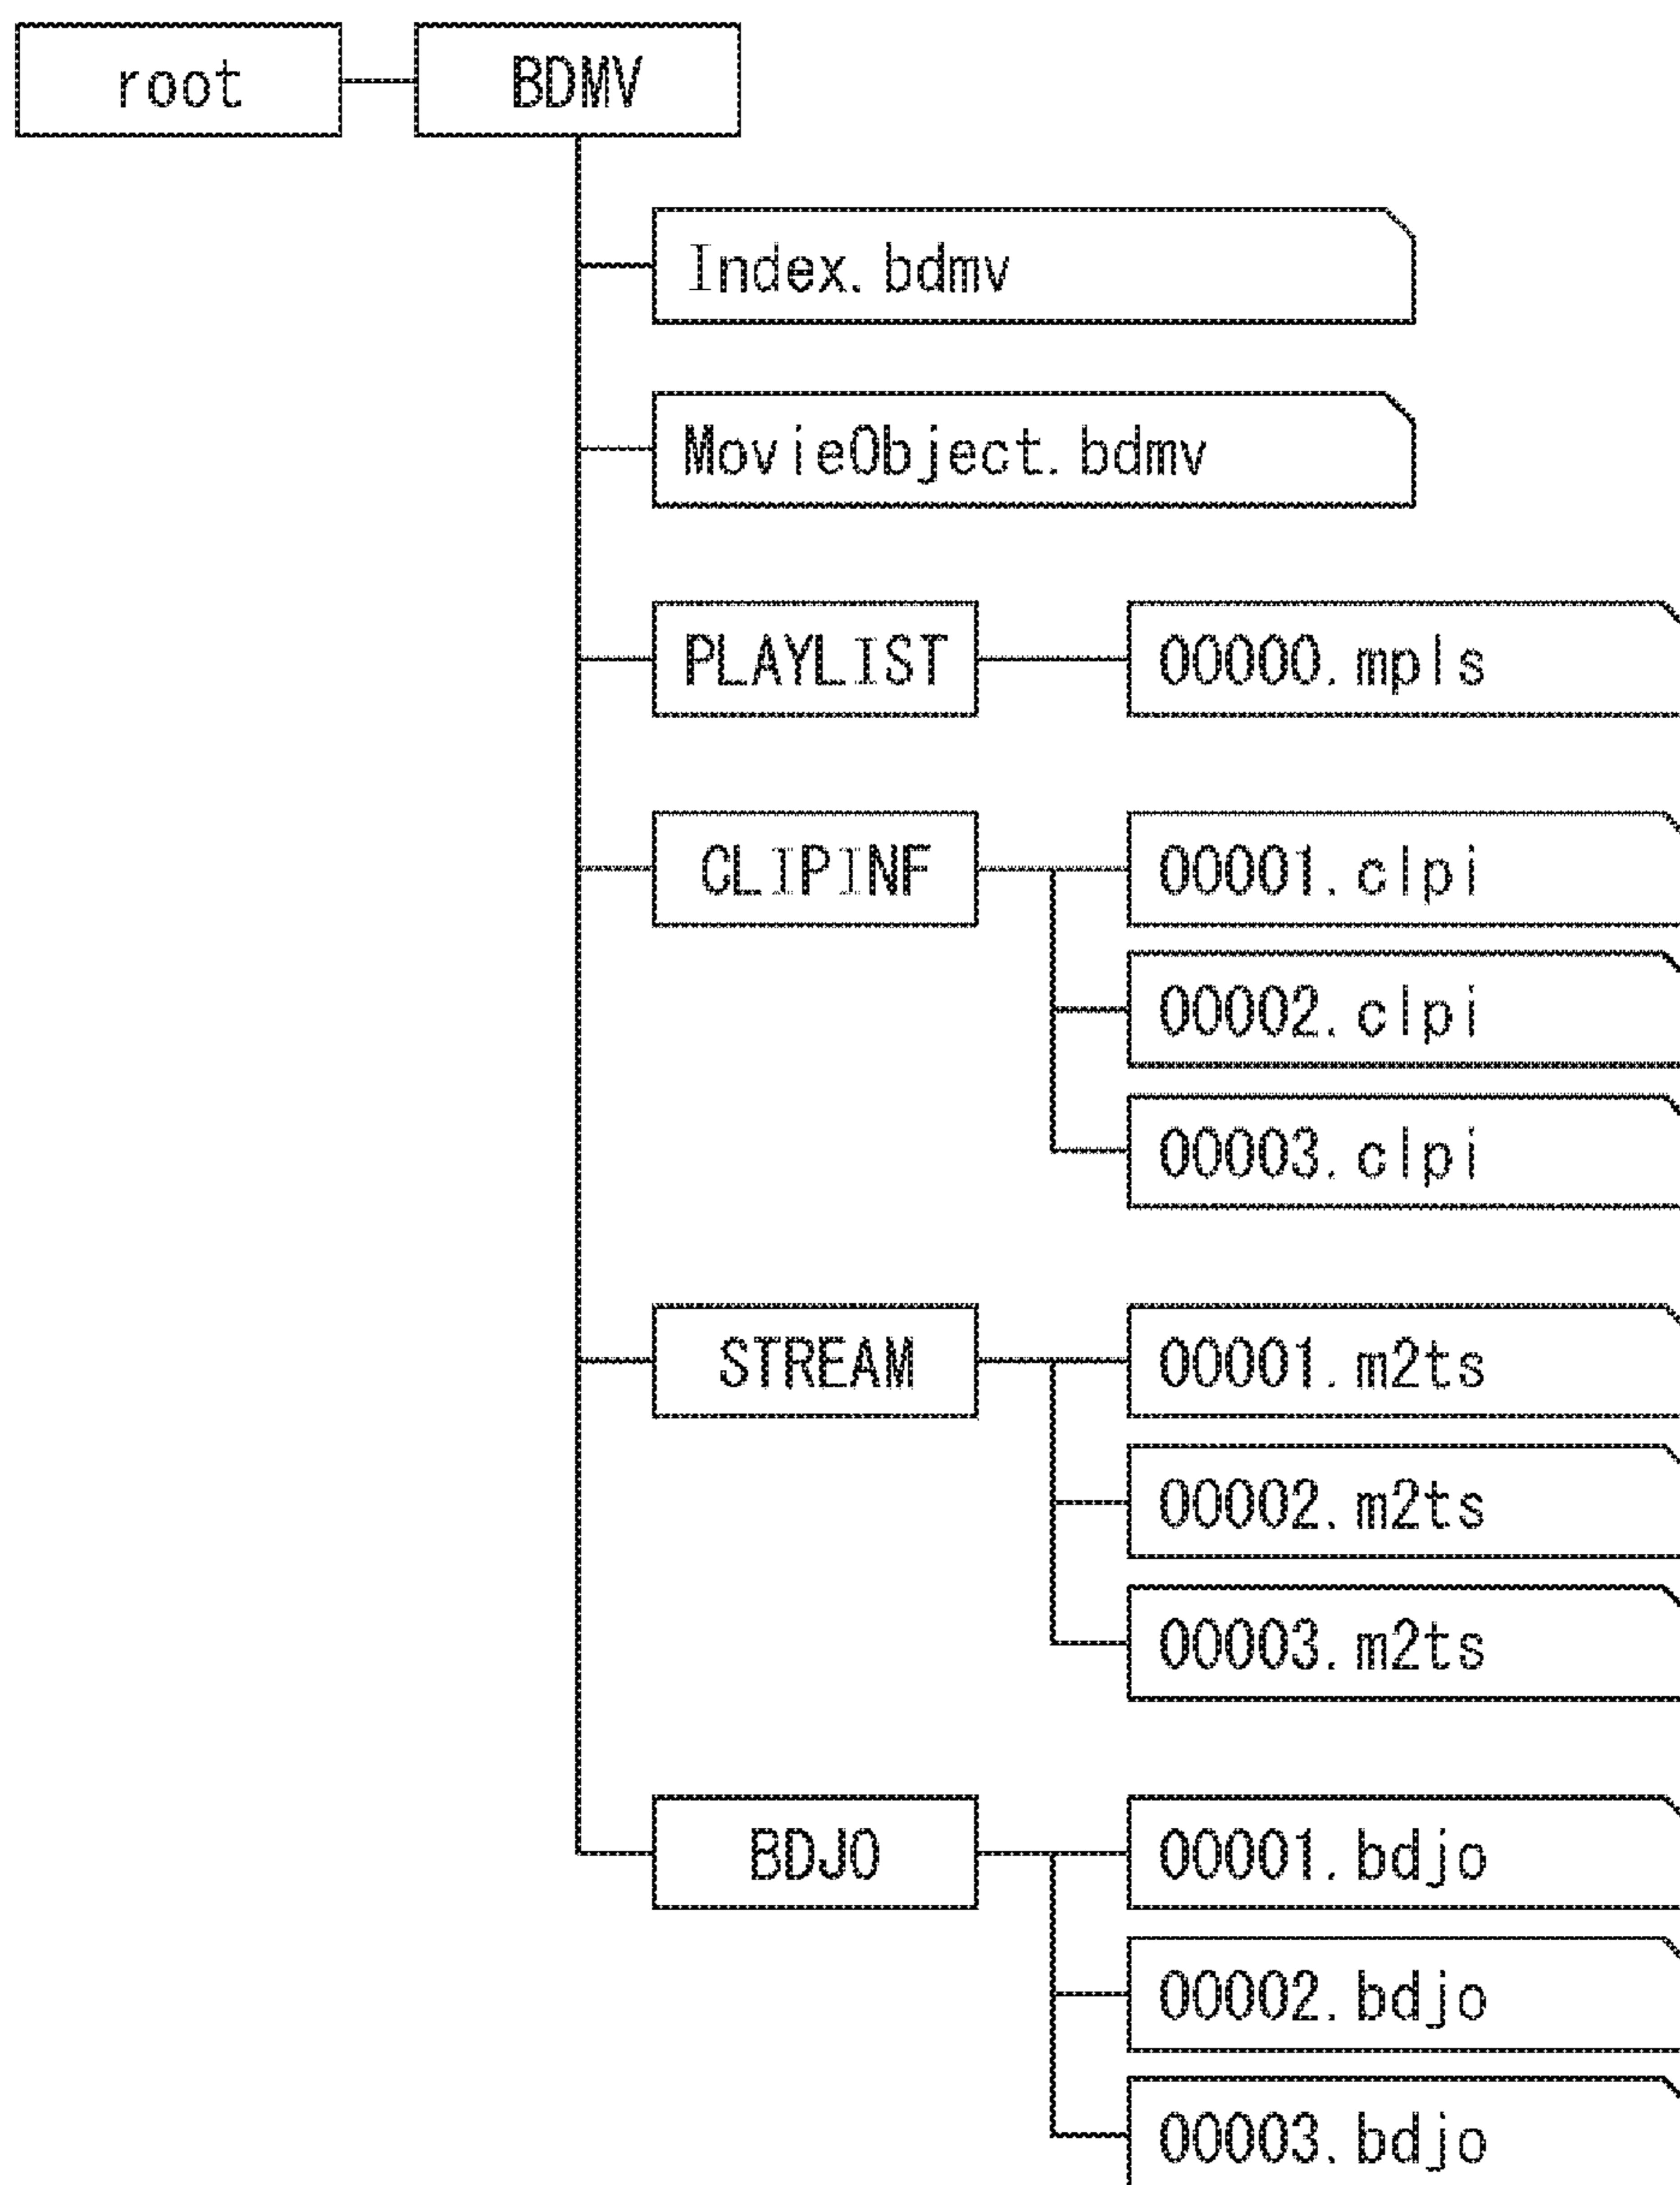 root BDMV
Index.bdmv
MovieObject.bdmv
PLAYLIST 00000.mpls
CLIPINF 00001.clpi
00002.clpi
00003.clpi
STREAM 00001.m2ts
00002.m2ts
00003.m2ts
BDJO 00001.bdjo
00002.bdjo
00003.bdjo